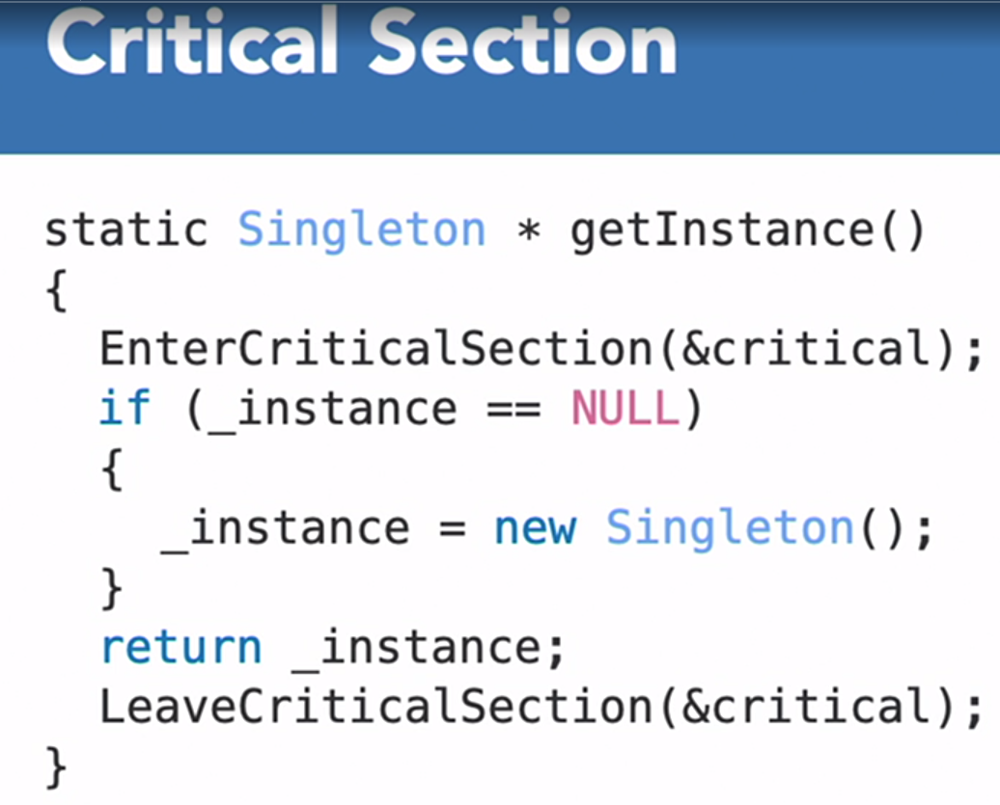 Critical Section
static Singleton * getInstance()
{
EnterCriticalSection(&critical);
if (_instance == NULL)
{
_instance = new Singleton();
}
return _instance;
LeaveCriticalSection(&critical);
}